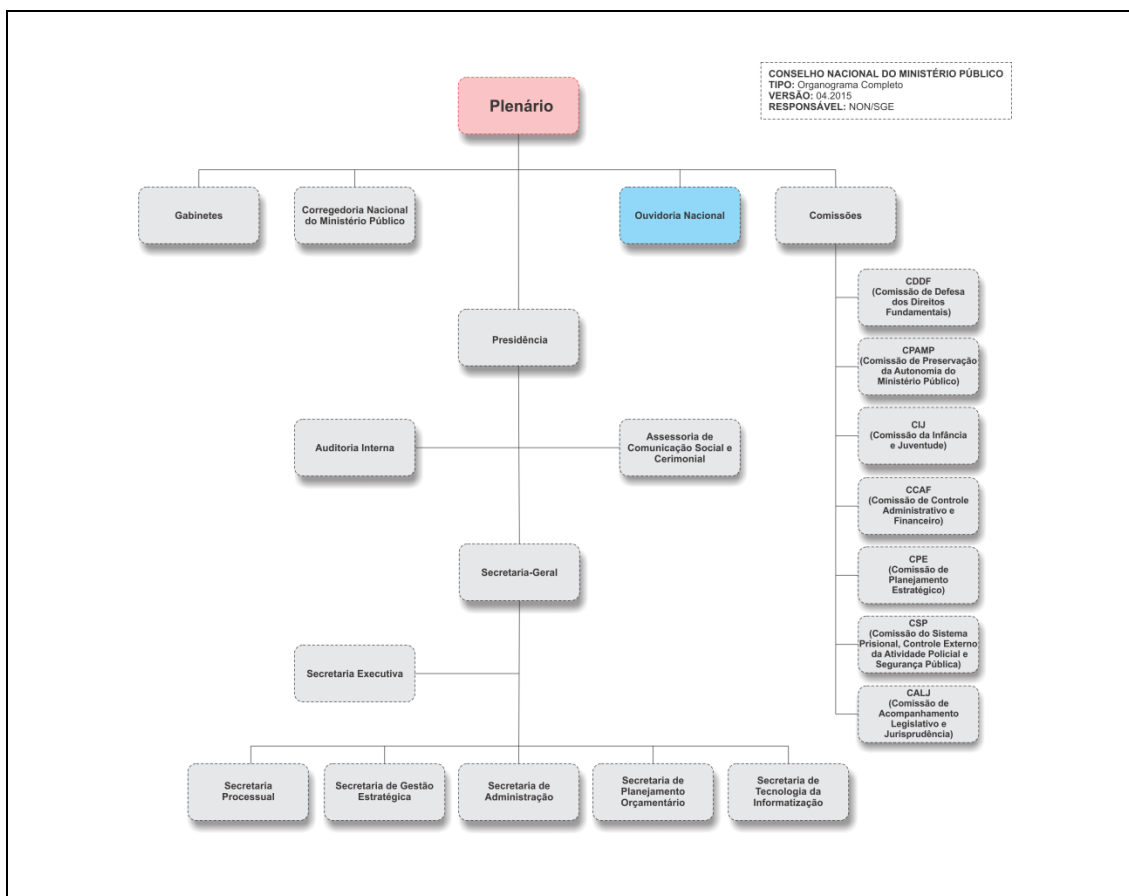 CONSELHO NACIONAL DO MINISTÉRIO PÚBLICO
TIPO: Organograma Completo
VERSÃO: 04.2015
RESPONSÁVEL: NON/SGE
Plenário
Gabinetes
Corregedoria Nacional
do Ministério Público
Ouvidoria Nacional
Comissões
CDDF
(Comissão de Defesa
dos Direitos
Fundamentais)
CPAMP
(Comissão de Preservação
da Autonomia do
Ministério Público)
CIJ
(Comissão da Infância
e Juventude)
CCAF
(Comissão de Controle
Administrativo e
Financeiro)
CPE
(Comissão de
Planejamento
Estratégico)
CSP
(Comissão do Sistema
Prisional, Controle Externo
da Atividade Policial e
Segurança Pública)
CALJ
(Comissão de
Acompanhamento
Legislativo e
Jurisprudência)
Presidência
Auditoria Interna
Assessoria de
Comunicação Social e
Cerimonial
Secretaria-Geral
Secretaria Executiva
Secretaria
Processual
Secretaria de Gestão
Estratégica
Secretaria de
Administração
Secretaria de
Planejamento
Orçamentário
Secretaria de
Tecnologia da
Informatização